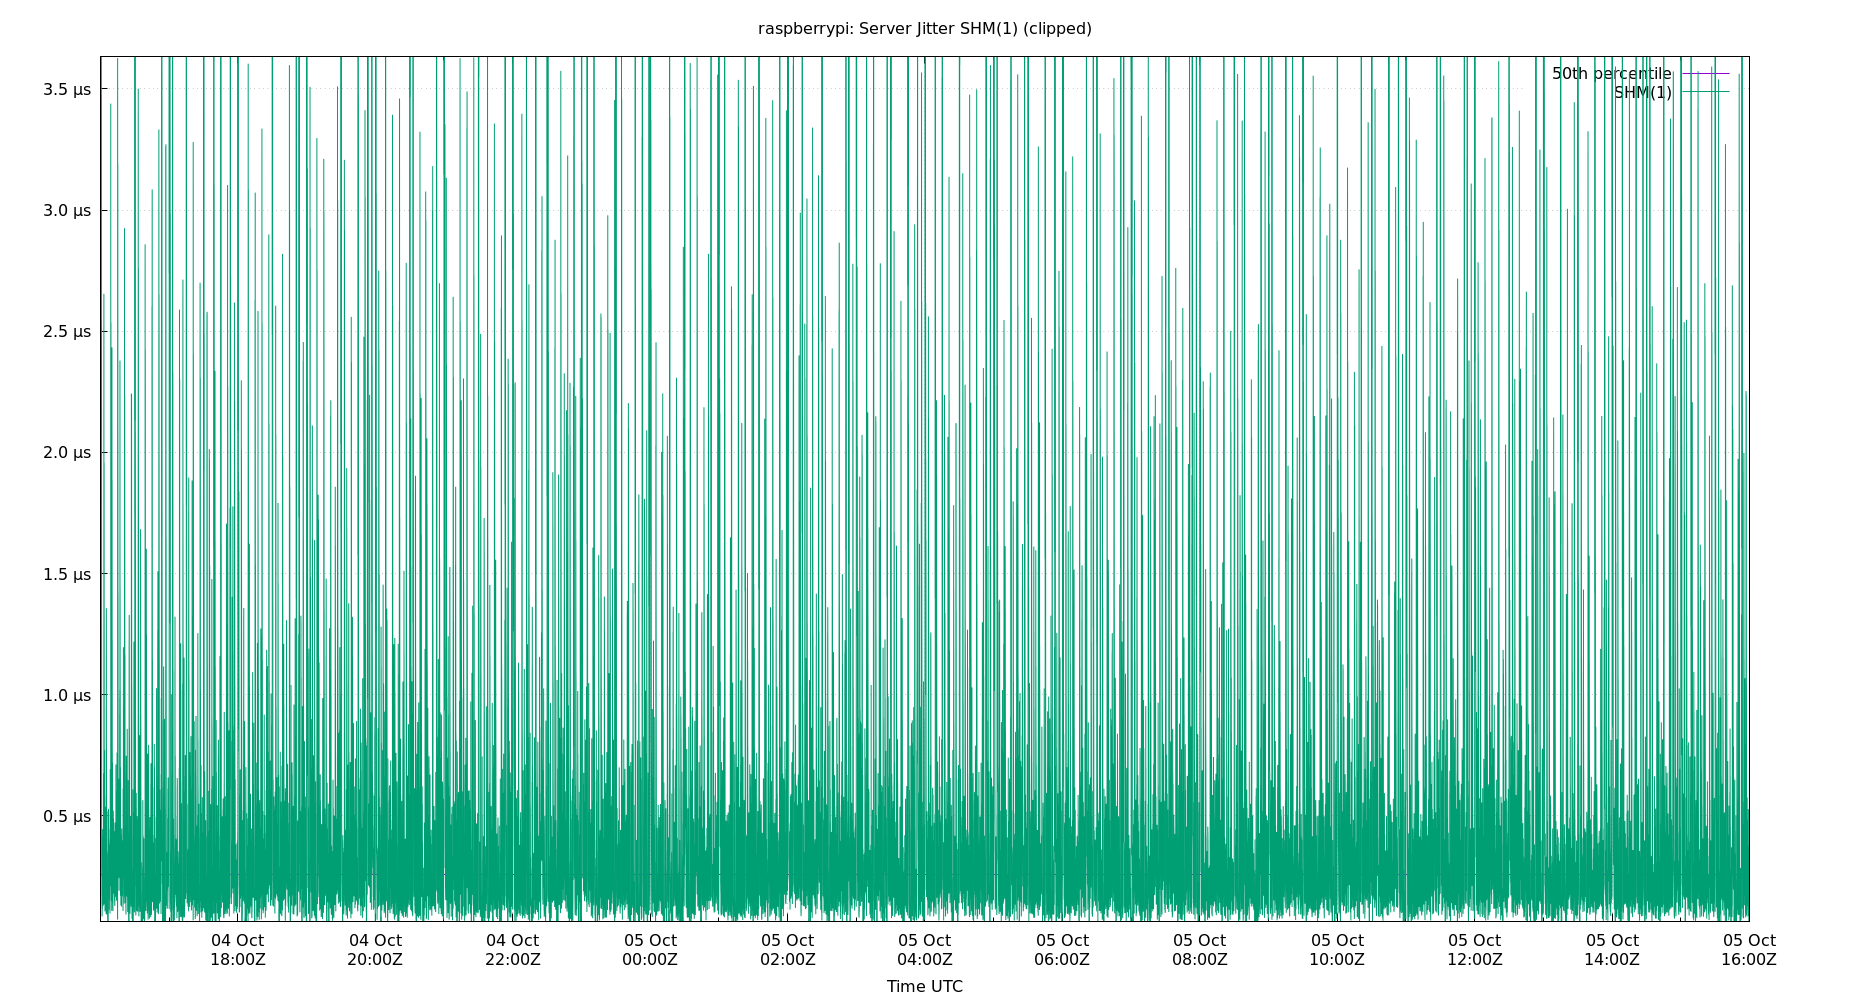 raspberrypi: Server Jitter SHM(1) (clipped)
50th percentile
SHM(1)
3.5 µs
3.0 µs
2.5 µs
2.0 µs
1.5 µs
1.0 µs
0.5 µs
04 Oct 04 Oct 04 Oct 05 Oct 05 Oct 05 Oct 05 Oct 05 Oct 05 Oct 05 Oct 05 Oct 05 Oct
18:00Z 20:00Z 22:00Z 00:00Z 02:00Z 04:00Z 06:00Z 08:00Z 10:00Z 12:00Z 14:00Z 16:00Z
Time UTC